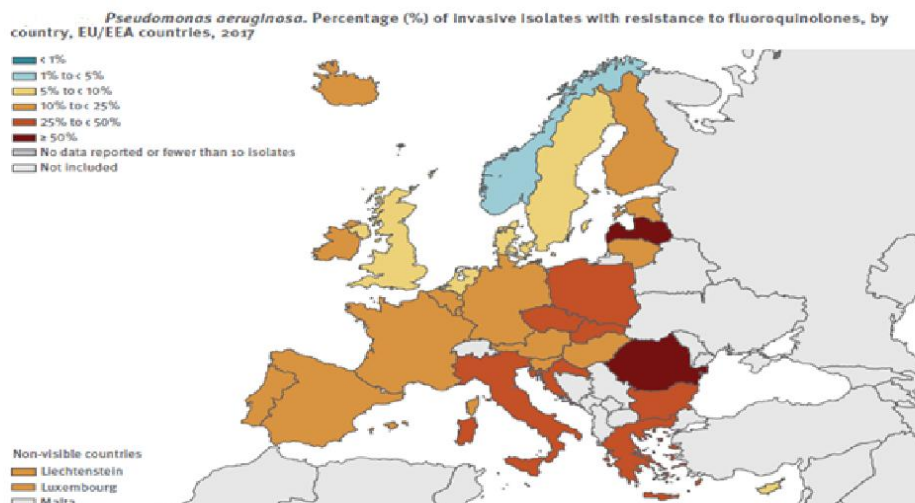 Pseudomonas aeruginosa. Percentage (%) of invasive isolates with resistance to fluoroquinolones, by
country, EU/EEA countries, 2017
< 1%
1% to < 5%
5% to < 10%
10% to < 25%
25% to < 50%
≥ 50%
No data reported or fewer than 10 isolates
Not included
Non-visible countries
Liechtenstein
Luxembourg
Malta